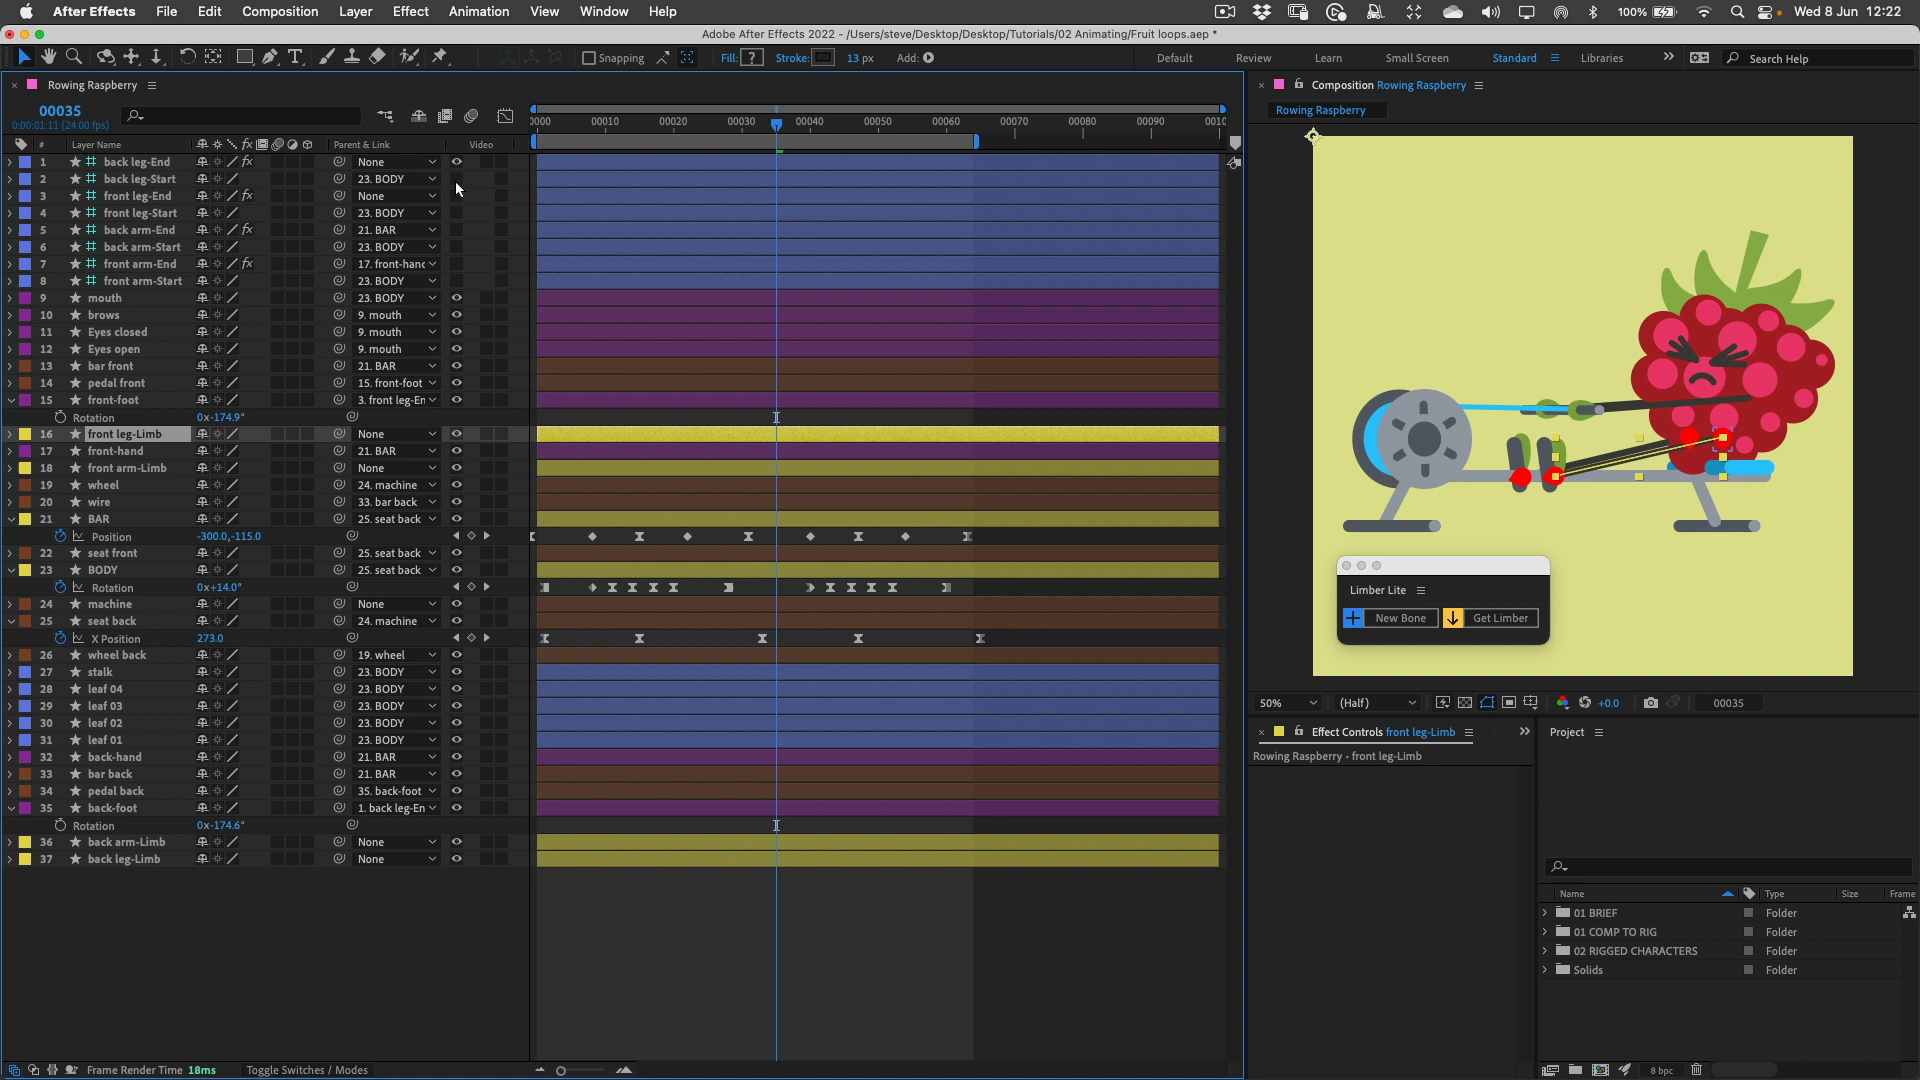 After Effects File Edit Composition Layer Effect Animation View Window Help 100% Wed 8 Jun 12:22
Adobe After Effects 2022 - /Users/steve/Desktop/Desktop/Tutorials/02 Animating/Fruit loops.aep *
Snapping Fill: ? Stroke: 13 px Add: Default Review Learn Small Screen Standard Libraries Search Help
Rowing Raspberry
00035
0:00:01:11 (24.00 fps)
0000 00010 00020 00030 00040 00050 00060 00070 00080 00090 0010
# Layer Name fx Parent & Link Video
1 back leg-End fx None
2 back leg-Start 23. BODY
3 front leg-End fx None
4 front leg-Start 23. BODY
5 back arm-End fx 21. BAR
6 back arm-Start 23. BODY
7 front arm-End fx 17. front-hanc
8 front arm-Start 23. BODY
9 mouth 23. BODY
10 brows 9. mouth
11 Eyes closed 9. mouth
12 Eyes open 9. mouth
13 bar front 21. BAR
14 pedal front 15. front-foot
15 front-foot 3. front leg-En
Rotation 0x-174.9°
16 front leg-Limb None
17 front-hand 21. BAR
18 front arm-Limb None
19 wheel 24. machine
20 wire 33. bar back
21 BAR 25. seat back
Position -300.0,-115.0
22 seat front 25. seat back
23 BODY 25. seat back
Rotation 0x+14.0°
24 machine None
25 seat back 24. machine
X Position 273.0
26 wheel back 19. wheel
27 stalk 23. BODY
28 leaf 04 23. BODY
29 leaf 03 23. BODY
30 leaf 02 23. BODY
31 leaf 01 23. BODY
32 back-hand 21. BAR
33 bar back 21. BAR
34 pedal back 35. back-foot
35 back-foot 1. back leg-En
Rotation 0x-174.6°
36 back arm-Limb None
37 back leg-Limb None
Frame Render Time 18ms Toggle Switches / Modes
Composition Rowing Raspberry
Rowing Raspberry
Limber Lite
New Bone Get Limber
50% (Half) +0.0 00035
Effect Controls front leg-Limb
Rowing Raspberry • front leg-Limb
Project
Name Type Size Frame
01 BRIEF Folder
01 COMP TO RIG Folder
02 RIGGED CHARACTERS Folder
Solids Folder
8 bpc